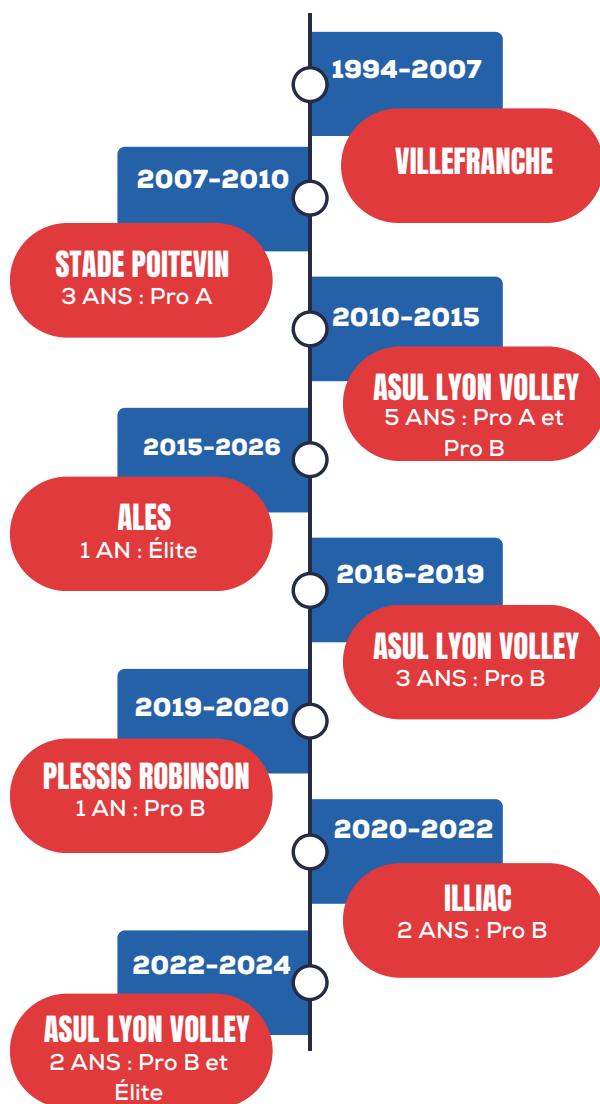 1994-2007
VILLEFRANCHE
2007-2010
STADE POITEVIN
3 ANS : Pro A
2010-2015
ASUL LYON VOLLEY
5 ANS : Pro A et
Pro B
2015-2026
ALES
1 AN : Élite
2016-2019
ASUL LYON VOLLEY
3 ANS : Pro B
2019-2020
PLESSIS ROBINSON
1 AN : Pro B
2020-2022
ILLIAC
2 ANS : Pro B
2022-2024
ASUL LYON VOLLEY
2 ANS : Pro B et
Élite